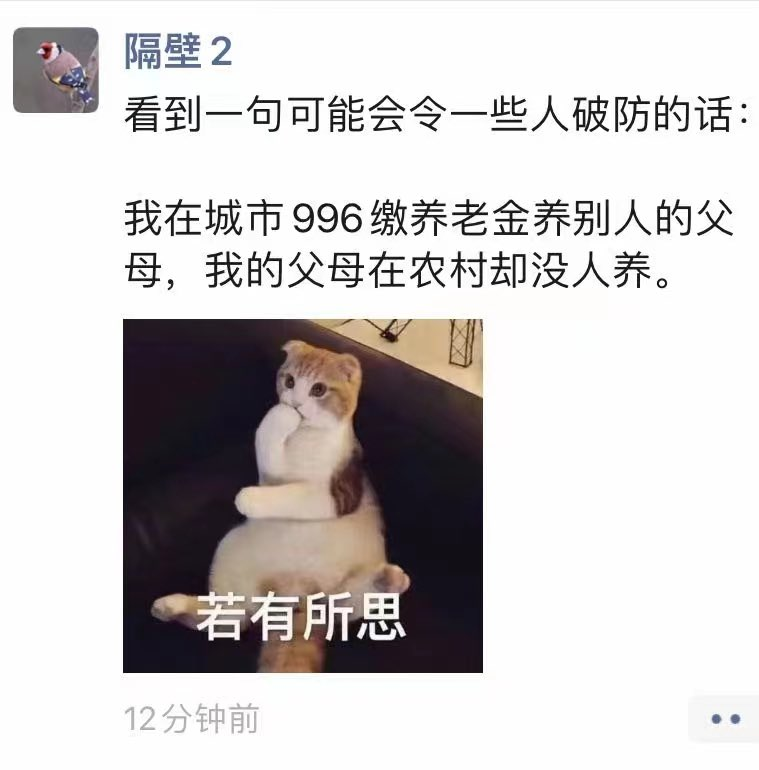 隔壁2
看到一句可能会令一些人破防的话：
我在城市996缴养老金养别人的父
母，我的父母在农村却没人养。
若有所思
12分钟前